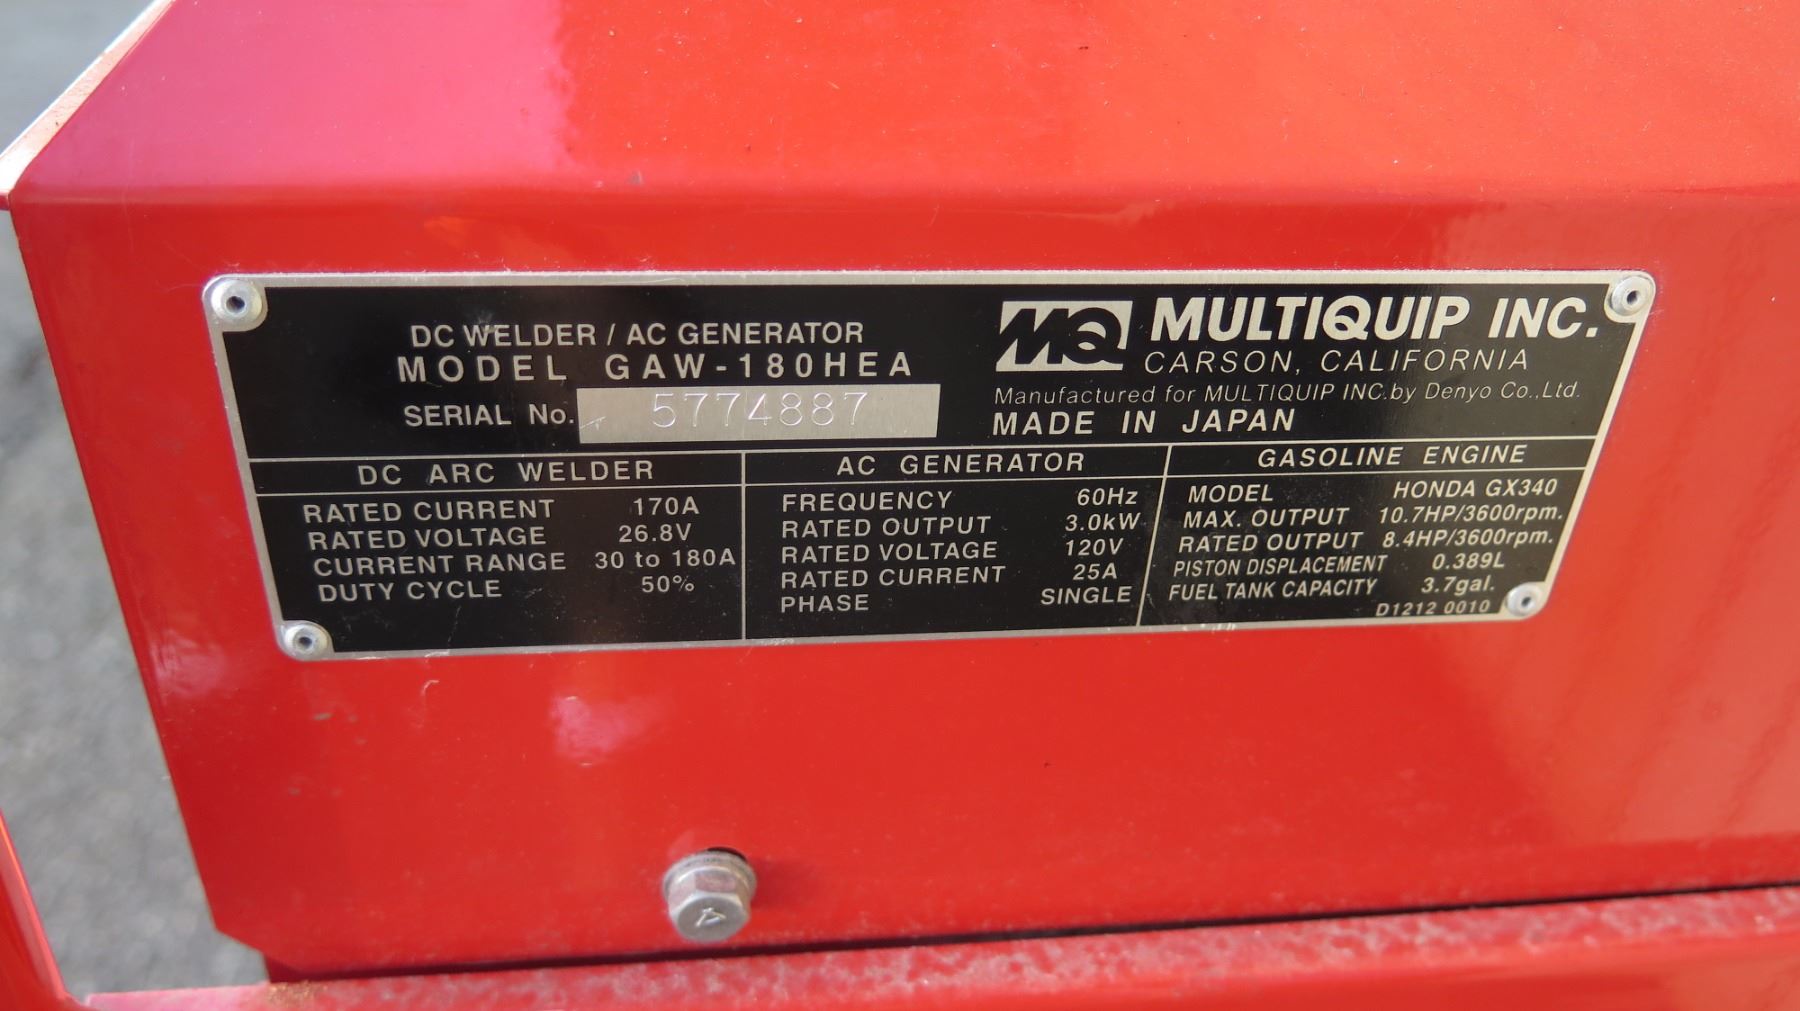 DC WELDER / AC GENERATOR
MODEL GAW-180HEA
SERIAL No. 5774887
MQ MULTIQUIP INC.
CARSON, CALIFORNIA
Manufactured for MULTIQUIP INC. by Denyo Co., Ltd.
MADE IN JAPAN
DC ARC WELDER
RATED CURRENT 170A
RATED VOLTAGE 26.8V
CURRENT RANGE 30 to 180A
DUTY CYCLE 50%
AC GENERATOR
FREQUENCY 60Hz
RATED OUTPUT 3.0kW
RATED VOLTAGE 120V
RATED CURRENT 25A
PHASE SINGLE
GASOLINE ENGINE
MODEL HONDA GX340
MAX. OUTPUT 10.7HP/3600rpm.
RATED OUTPUT 8.4HP/3600rpm.
PISTON DISPLACEMENT 0.389L
FUEL TANK CAPACITY 3.7gal.
D1212 0010